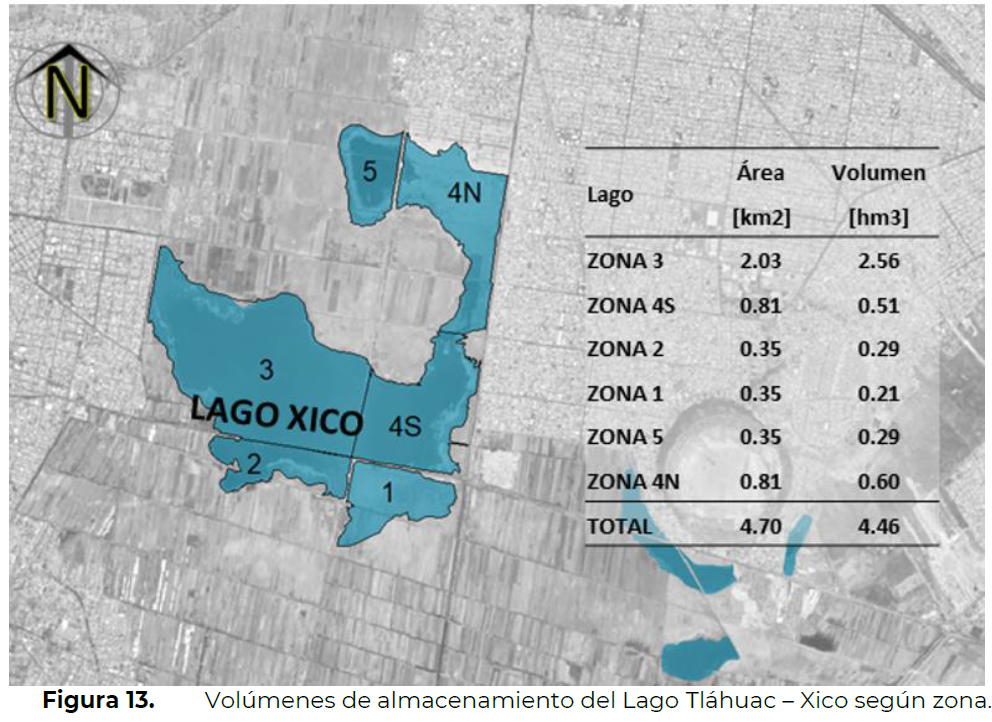 N
5
4N
3
LAGO XICO
4S
2
1
Lago Área Volumen
[km2] [hm3]
ZONA 3 2.03 2.56
ZONA 4S 0.81 0.51
ZONA 2 0.35 0.29
ZONA 1 0.35 0.21
ZONA 5 0.35 0.29
ZONA 4N 0.81 0.60
TOTAL 4.70 4.46
Figura 13. Volúmenes de almacenamiento del Lago Tláhuac – Xico según zona.